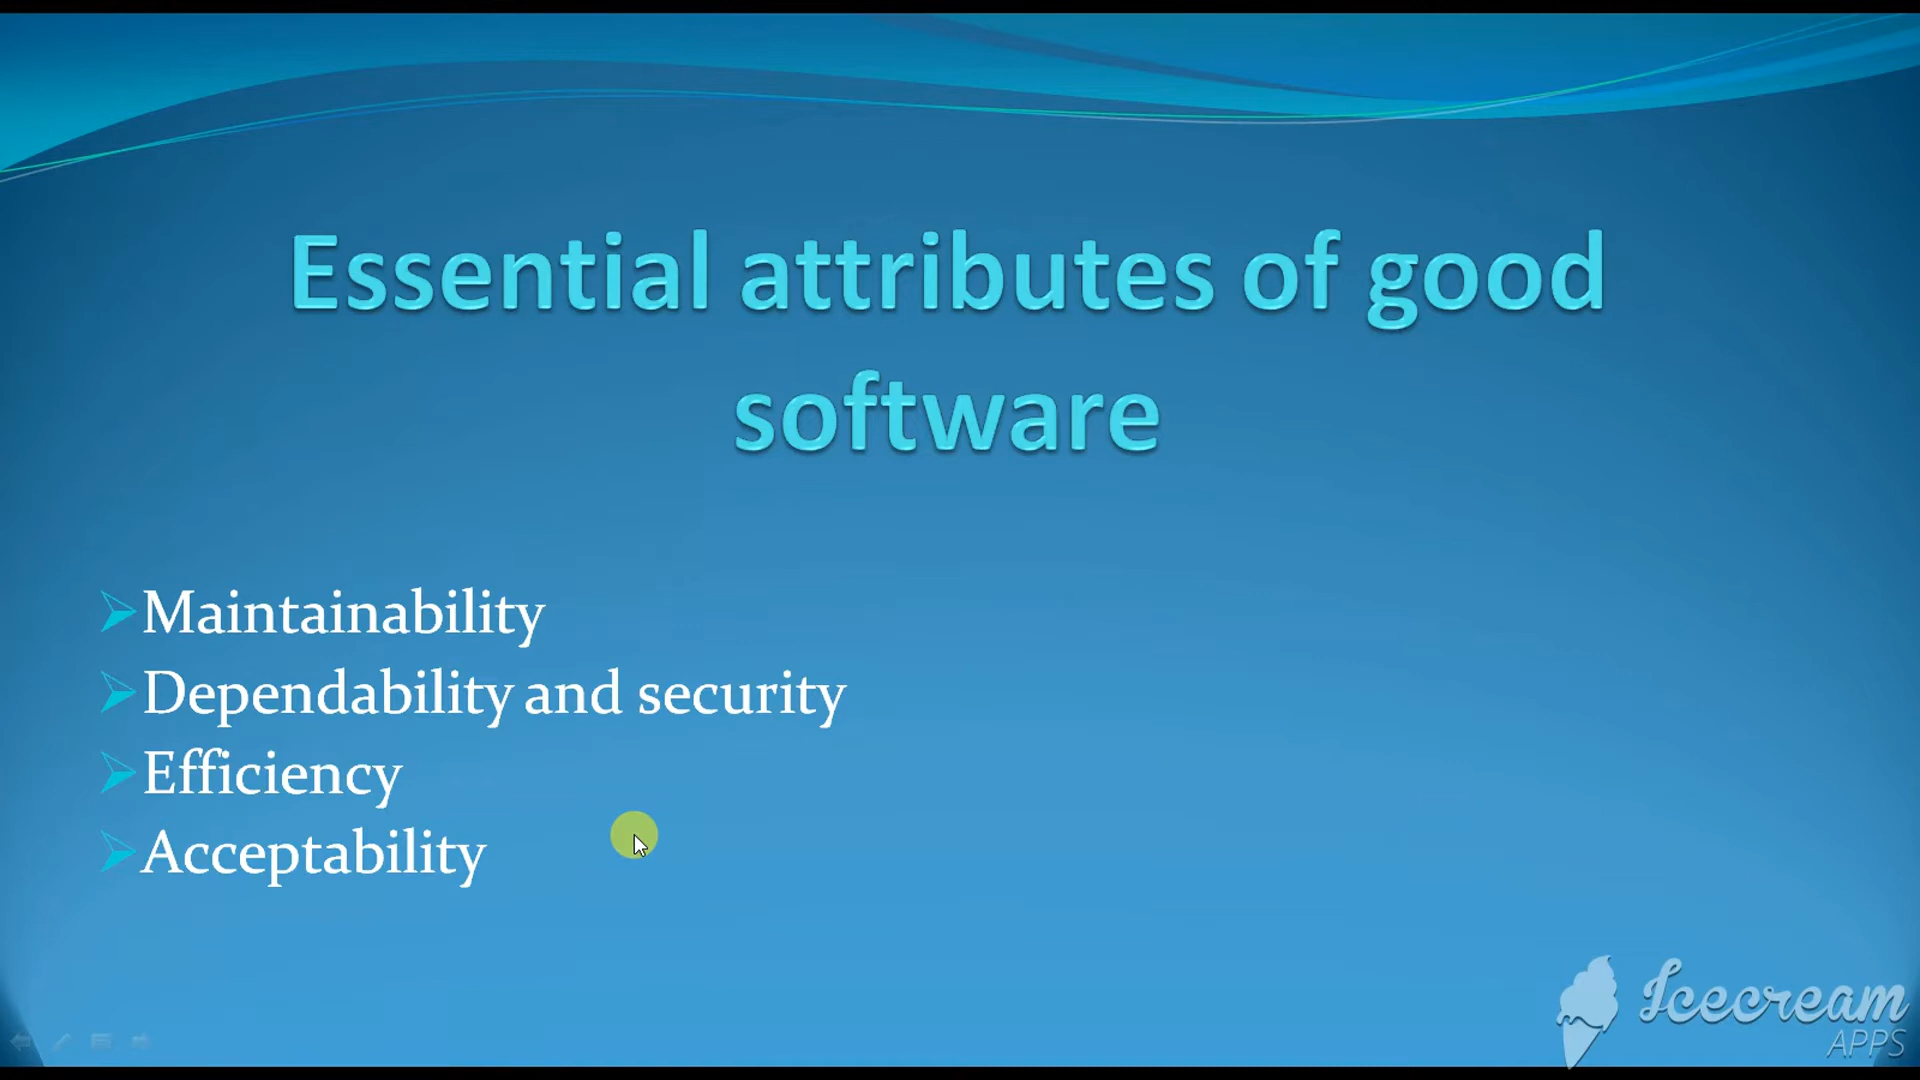 Essential attributes of good
software
Maintainability
Dependability and security
Efficiency
Acceptability
Icecream
APPS